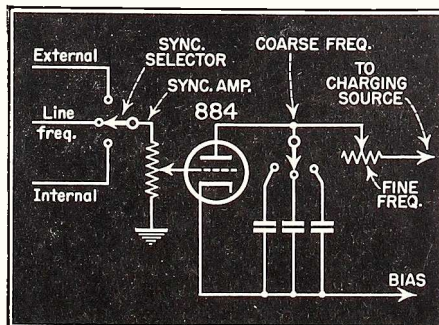 External
SYNC.
SELECTOR
COARSE FREQ.
SYNC. AMP.
TO
CHARGING
SOURCE
884
Line
freq.
Internal
FINE
FREQ.
BIAS